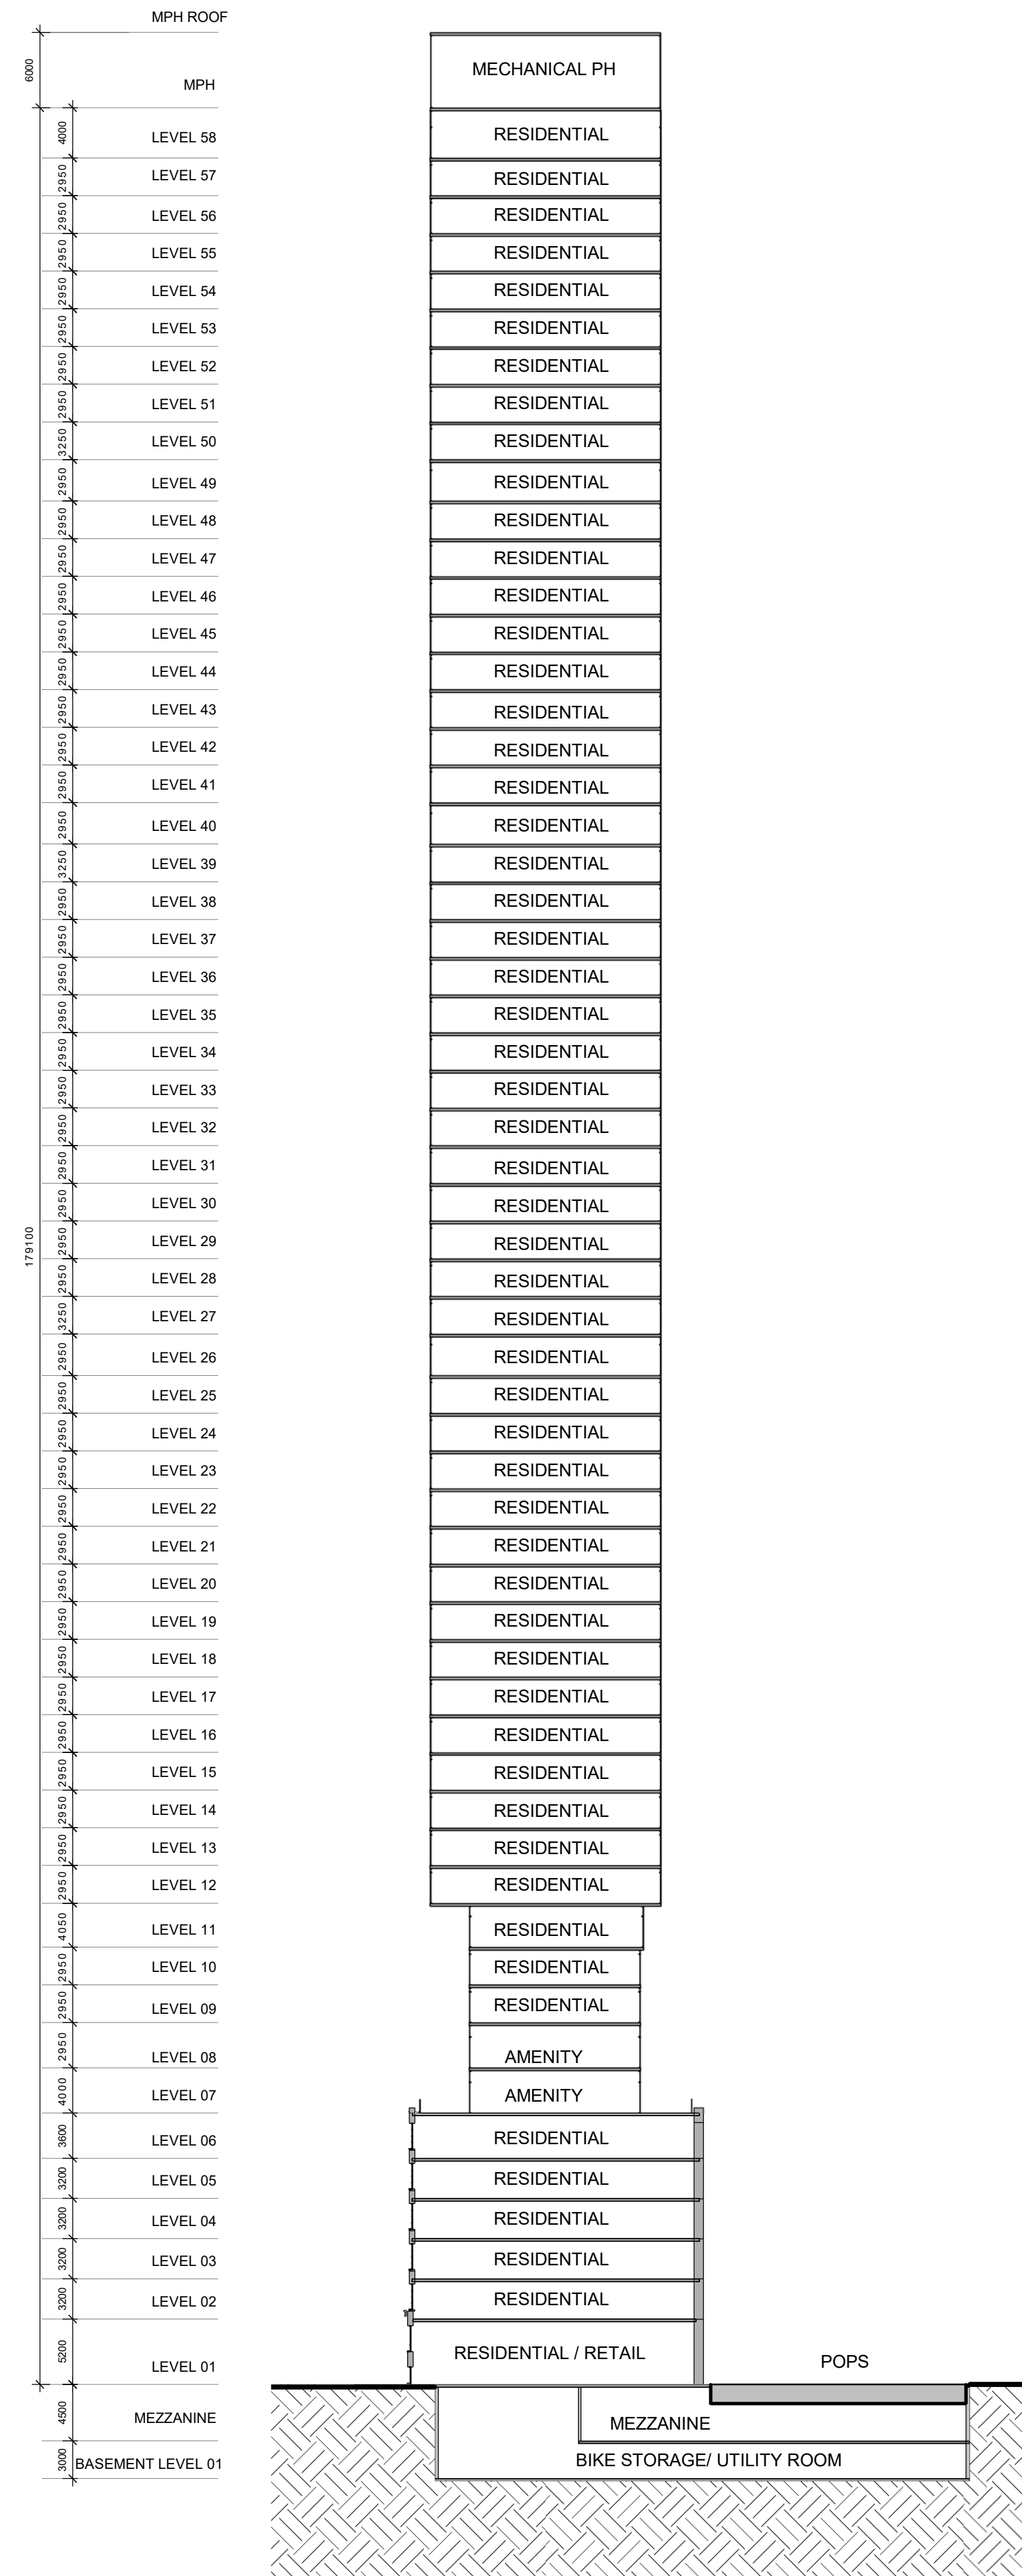 MPH ROOF
6000 MECHANICAL PH
MPH
4000 LEVEL 58 RESIDENTIAL
2950 LEVEL 57 RESIDENTIAL
2950 LEVEL 56 RESIDENTIAL
2950 LEVEL 55 RESIDENTIAL
2950 LEVEL 54 RESIDENTIAL
2950 LEVEL 53 RESIDENTIAL
2950 LEVEL 52 RESIDENTIAL
2950 LEVEL 51 RESIDENTIAL
3250 LEVEL 50 RESIDENTIAL
2950 LEVEL 49 RESIDENTIAL
2950 LEVEL 48 RESIDENTIAL
2950 LEVEL 47 RESIDENTIAL
2950 LEVEL 46 RESIDENTIAL
2950 LEVEL 45 RESIDENTIAL
2950 LEVEL 44 RESIDENTIAL
2950 LEVEL 43 RESIDENTIAL
2950 LEVEL 42 RESIDENTIAL
2950 LEVEL 41 RESIDENTIAL
2950 LEVEL 40 RESIDENTIAL
3250 LEVEL 39 RESIDENTIAL
2950 LEVEL 38 RESIDENTIAL
2950 LEVEL 37 RESIDENTIAL
2950 LEVEL 36 RESIDENTIAL
2950 LEVEL 35 RESIDENTIAL
2950 LEVEL 34 RESIDENTIAL
2950 LEVEL 33 RESIDENTIAL
2950 LEVEL 32 RESIDENTIAL
2950 LEVEL 31 RESIDENTIAL
2950 LEVEL 30 RESIDENTIAL
179100
2950 LEVEL 29 RESIDENTIAL
2950 LEVEL 28 RESIDENTIAL
3250 LEVEL 27 RESIDENTIAL
2950 LEVEL 26 RESIDENTIAL
2950 LEVEL 25 RESIDENTIAL
2950 LEVEL 24 RESIDENTIAL
2950 LEVEL 23 RESIDENTIAL
2950 LEVEL 22 RESIDENTIAL
2950 LEVEL 21 RESIDENTIAL
2950 LEVEL 20 RESIDENTIAL
2950 LEVEL 19 RESIDENTIAL
2950 LEVEL 18 RESIDENTIAL
2950 LEVEL 17 RESIDENTIAL
2950 LEVEL 16 RESIDENTIAL
2950 LEVEL 15 RESIDENTIAL
2950 LEVEL 14 RESIDENTIAL
2950 LEVEL 13 RESIDENTIAL
2950 LEVEL 12 RESIDENTIAL
4050 LEVEL 11 RESIDENTIAL
2950 LEVEL 10 RESIDENTIAL
2950 LEVEL 09 RESIDENTIAL
2950 LEVEL 08 AMENITY
4000 LEVEL 07 AMENITY
3600 LEVEL 06 RESIDENTIAL
3200 LEVEL 05 RESIDENTIAL
3200 LEVEL 04 RESIDENTIAL
3200 LEVEL 03 RESIDENTIAL
3200 LEVEL 02 RESIDENTIAL
5200 LEVEL 01 RESIDENTIAL / RETAIL POPS
4500 MEZZANINE MEZZANINE
3000 BASEMENT LEVEL 01 BIKE STORAGE/ UTILITY ROOM